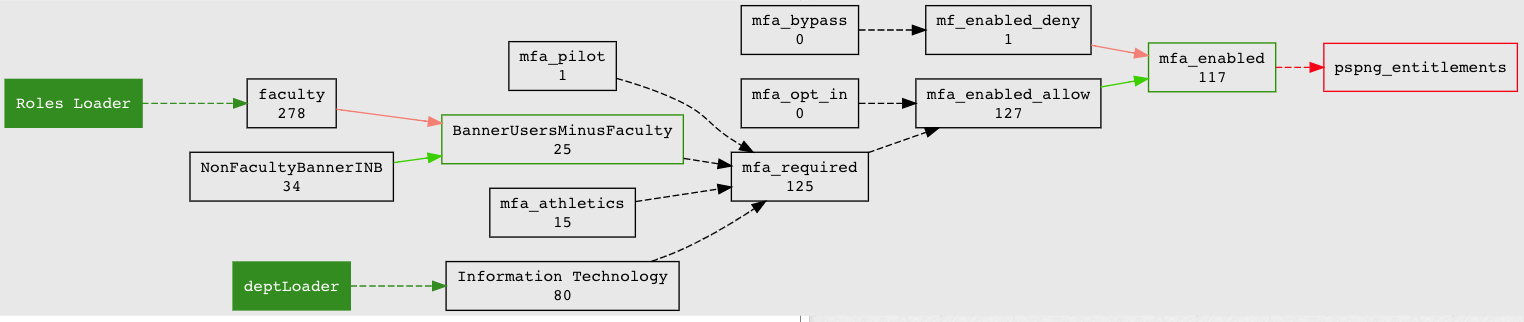 mfa_bypass
0
mf_enabled_deny
1
mfa_pilot
1
mfa_enabled
117
pspng_entitlements
Roles Loader
faculty
278
mfa_opt_in
0
mfa_enabled_allow
127
BannerUsersMinusFaculty
25
NonFacultyBannerINB
34
mfa_required
125
mfa_athletics
15
deptLoader
Information Technology
80